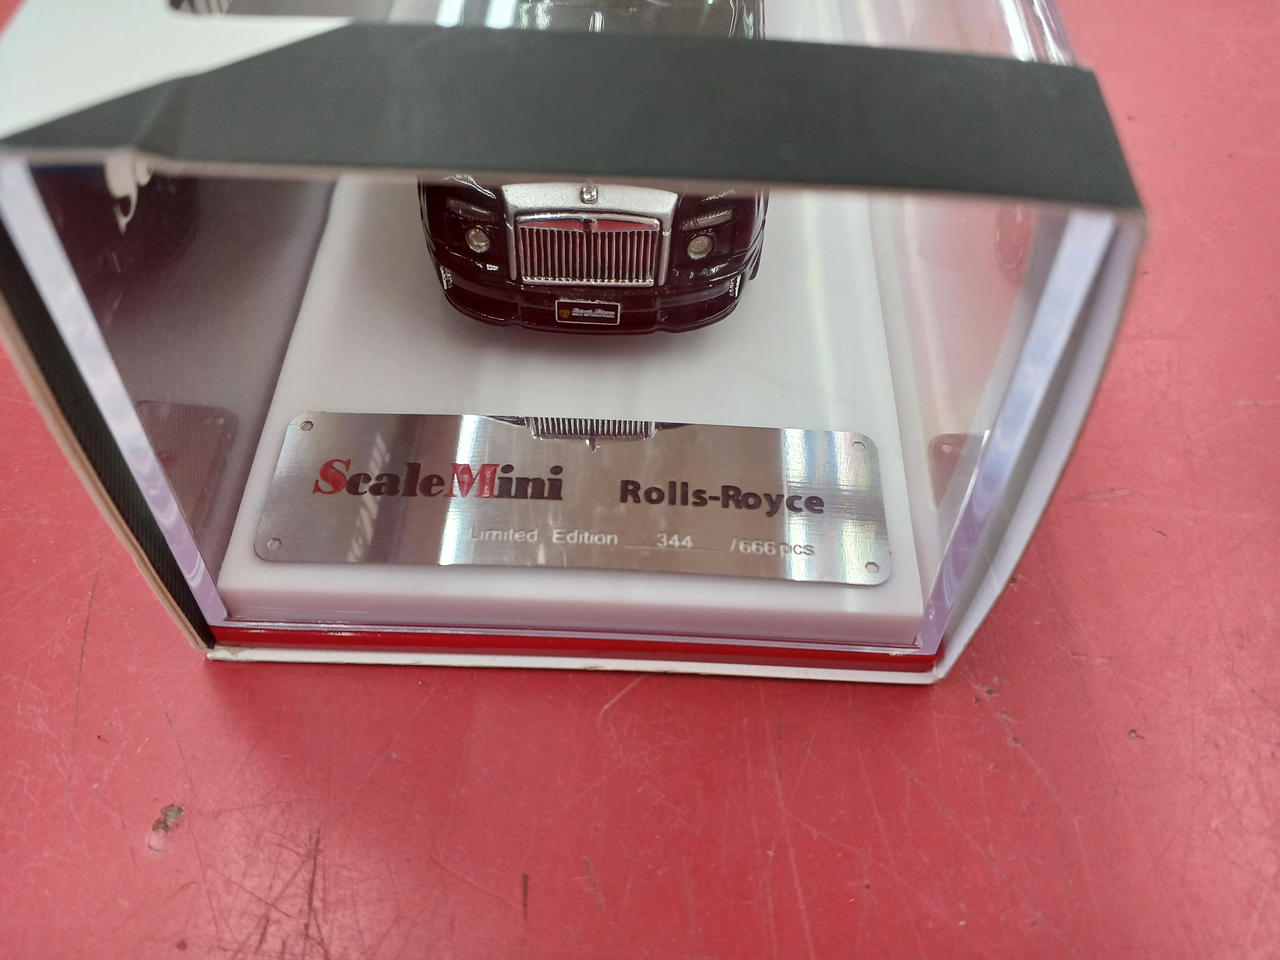 ScaleMini Rolls-Royce
Limited Edition 344 /666 pcs